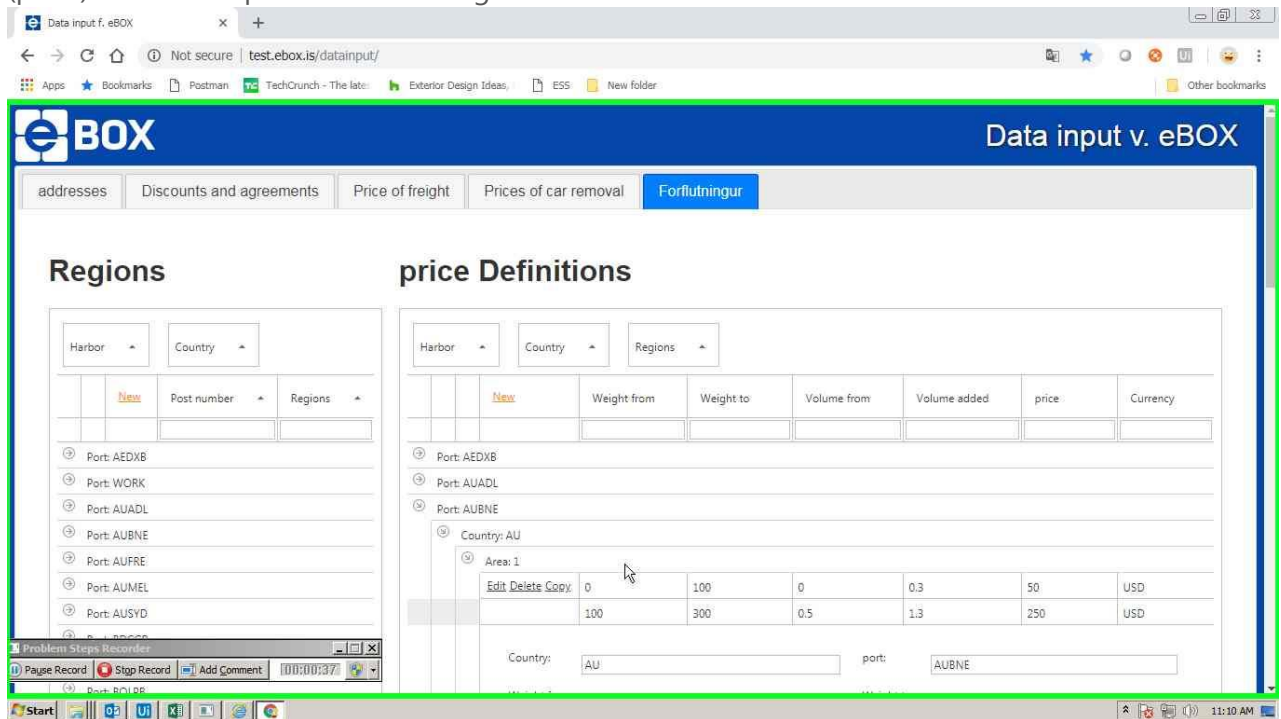 Data input f. eBOX
Not secure | test.ebox.is/datainput/
Apps Bookmarks Postman TechCrunch - The late Exterior Design Ideas, ESS New folder Other bookmarks
e BOX Data input v. eBOX
addresses Discounts and agreements Price of freight Prices of car removal Forflutningur
Regions price Definitions
Harbor Country Harbor Country Regions
New Post number Regions New Weight from Weight to Volume from Volume added price Currency
Port: AEDXB Port: AEDXB
Port: WORK Port: AUADL
Port: AUADL Port: AUBNE
Port: AUBNE Country: AU
Port: AUFRE Area: 1
Port: AUMEL Edit Delete Copy 0 100 0 0.3 50 USD
Port: AUSYD 100 300 0.5 1.3 250 USD
Problem Steps Recorder
Country: AU port: AUBNE
Pause Record Stop Record Add Comment 00:00:37
Start 11:10 AM